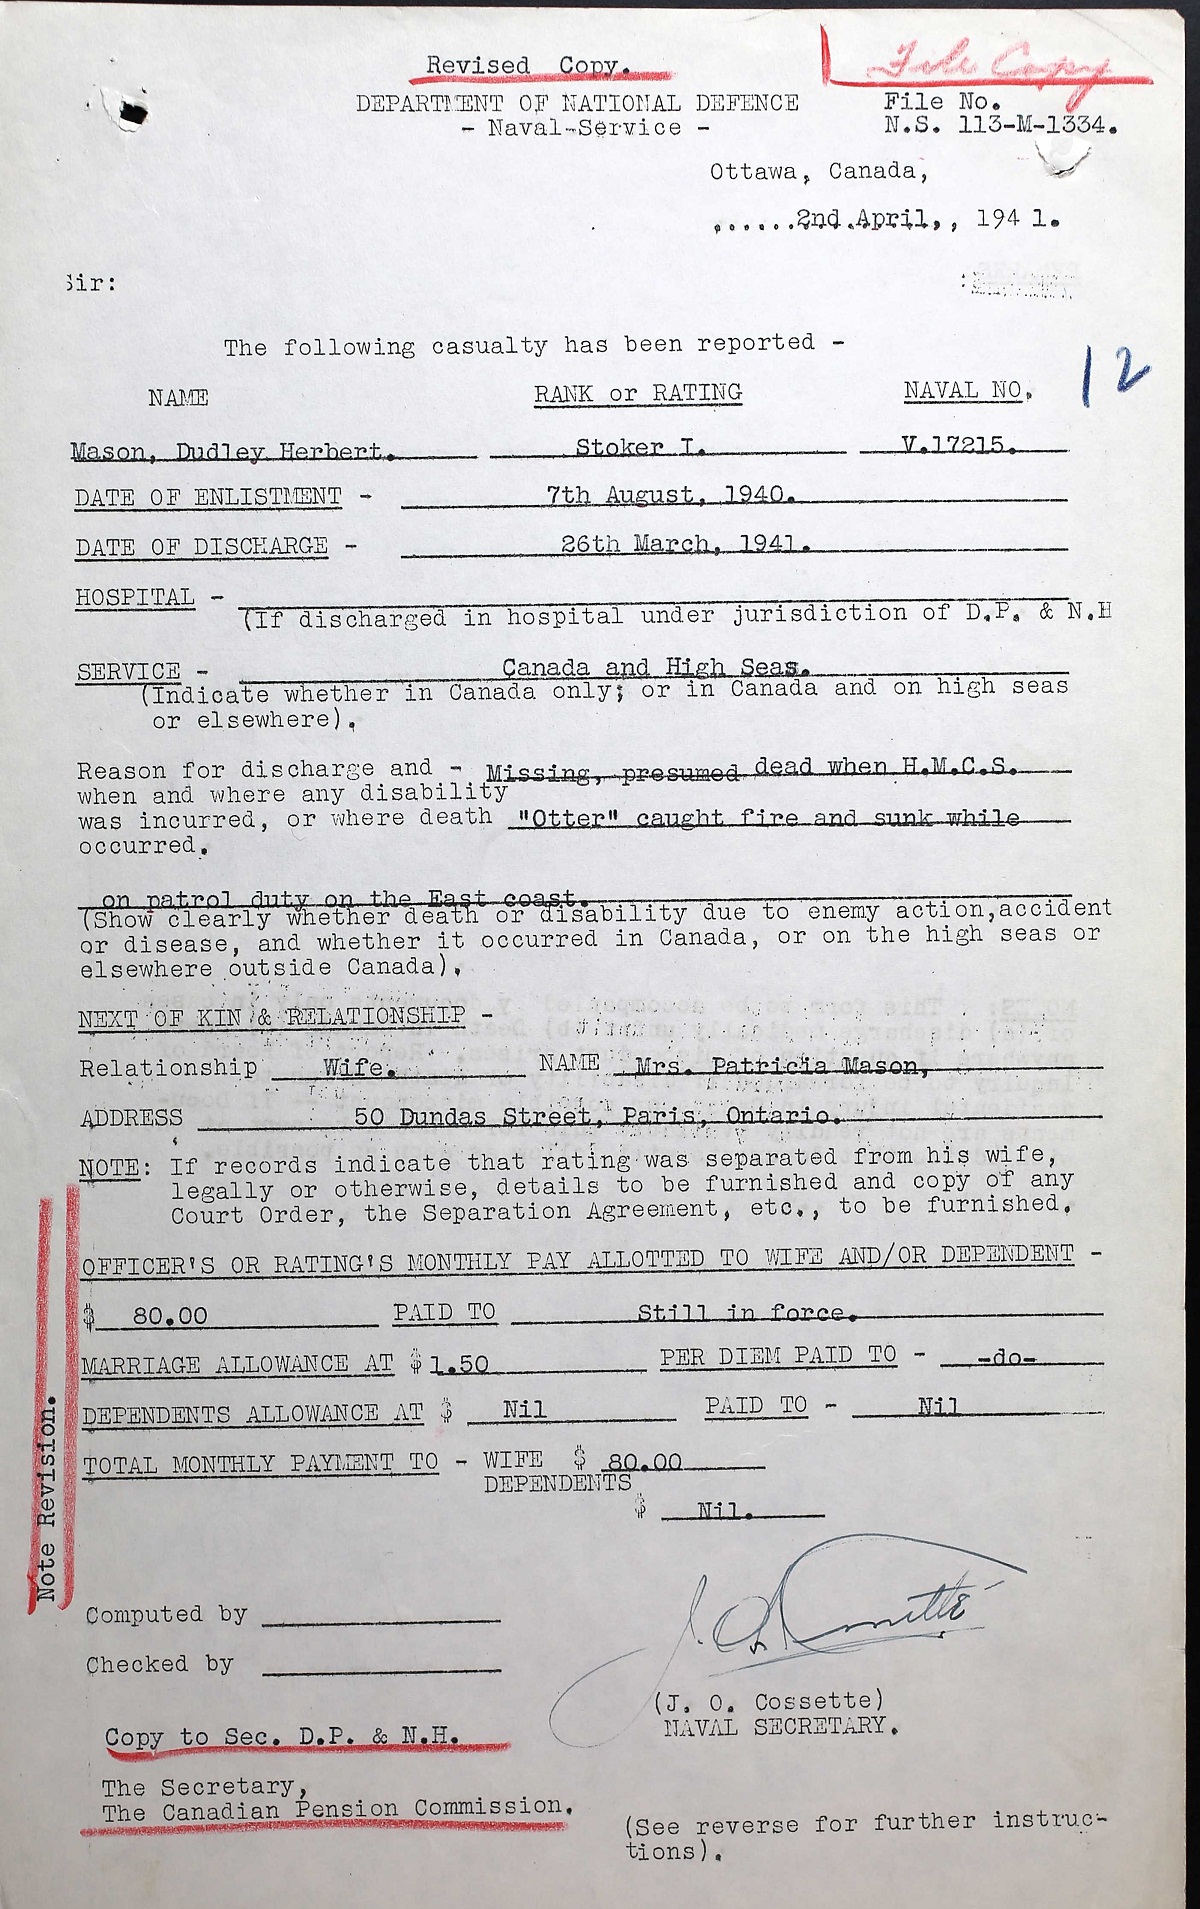 File Copy
Revised Copy.
DEPARTMENT OF NATIONAL DEFENCE
- Naval Service -
File No.
N.S. 113-M-1334.
Ottawa, Canada,
......2nd.April,, 1941.
Sir:
The following casualty has been reported -
12
NAME RANK or RATING NAVAL NO.
Mason, Dudley Herbert. Stoker I. V.17215.
DATE OF ENLISTMENT - 7th August, 1940.
DATE OF DISCHARGE - 26th March, 1941.
HOSPITAL -
(If discharged in hospital under jurisdiction of D.P. & N.H
SERVICE - Canada and High Seas.
(Indicate whether in Canada only; or in Canada and on high seas
or elsewhere).
Reason for discharge and - Missing, presumed dead when H.M.C.S.
when and where any disability
was incurred, or where death "Otter" caught fire and sunk while
occurred.
on patrol duty on the East coast.
(Show clearly whether death or disability due to enemy action,accident
or disease, and whether it occurred in Canada, or on the high seas or
elsewhere outside Canada).
NEXT OF KIN & RELATIONSHIP -
Relationship Wife. NAME Mrs. Patricia Mason,
ADDRESS 50 Dundas Street, Paris, Ontario.
NOTE: If records indicate that rating was separated from his wife,
legally or otherwise, details to be furnished and copy of any
Court Order, the Separation Agreement, etc., to be furnished.
OFFICER'S OR RATING'S MONTHLY PAY ALLOTTED TO WIFE AND/OR DEPENDENT -
$ 80.00 PAID TO Still in force.
MARRIAGE ALLOWANCE AT $1.50 PER DIEM PAID TO - -do-
DEPENDENTS ALLOWANCE AT $ Nil PAID TO - Nil
TOTAL MONTHLY PAYMENT TO - WIFE $ 80.00
DEPENDENTS
$ Nil.
Note Revision.
Computed by
Checked by
J. O. Cossette
(J. O. Cossette)
NAVAL SECRETARY.
Copy to Sec. D.P. & N.H.
The Secretary,
The Canadian Pension Commission.
(See reverse for further instruc-
tions).